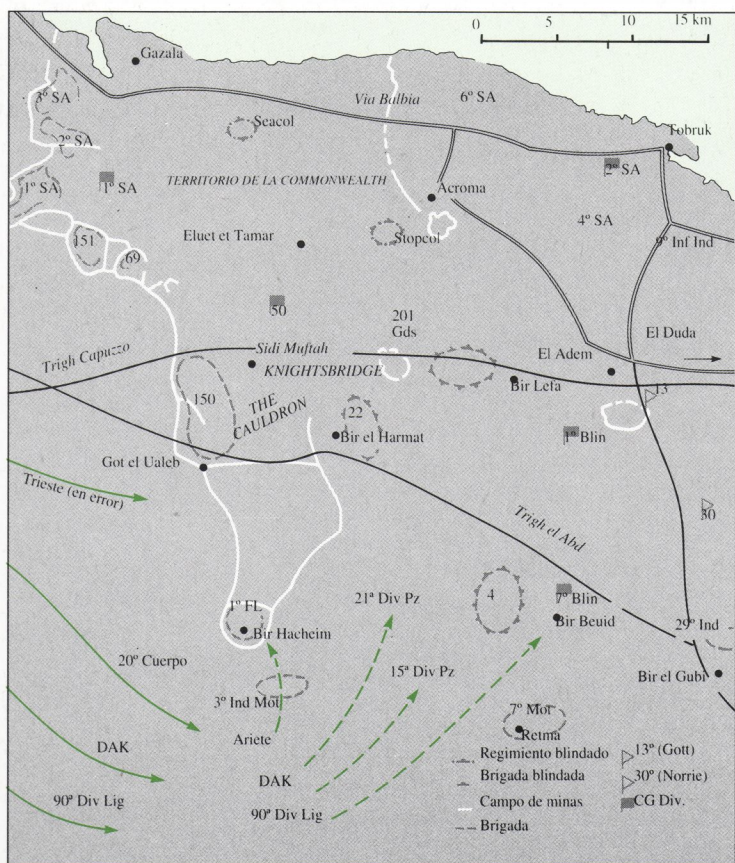 0
5
10
15 km
Gazala
3º SA
Via Balbia
6º SA
Seacol
2º SA
Tobruk
1º SA
1º SA
TERRITORIO DE LA COMMONWEALTH
2º SA
Acroma
4º SA
151
Eluet et Tamar
Stopcol
9º Inf Ind
69
50
201
Gds
El Duda
Trigh Capuzzo
Sidi Muftah
KNIGHTSBRIDGE
El Adem
Bir Lefa
13
150
THE
CAULDRON
22
Bir el Harmat
1º Blin
Got el Ualeb
Trieste (en error)
30
Trigh el Abd
1º FL
Bir Hacheim
21ª Div Pz
4
7º Blin
Bir Beuid
29º Ind
20º Cuerpo
15ª Div Pz
Bir el Gubi
3º Ind Mot
7º Mot
Retma
Ariete
DAK
DAK
90ª Div Lig
90ª Div Lig
Regimiento blindado
Brigada blindada
Campo de minas
Brigada
13º (Gott)
30º (Norrie)
CG Div.